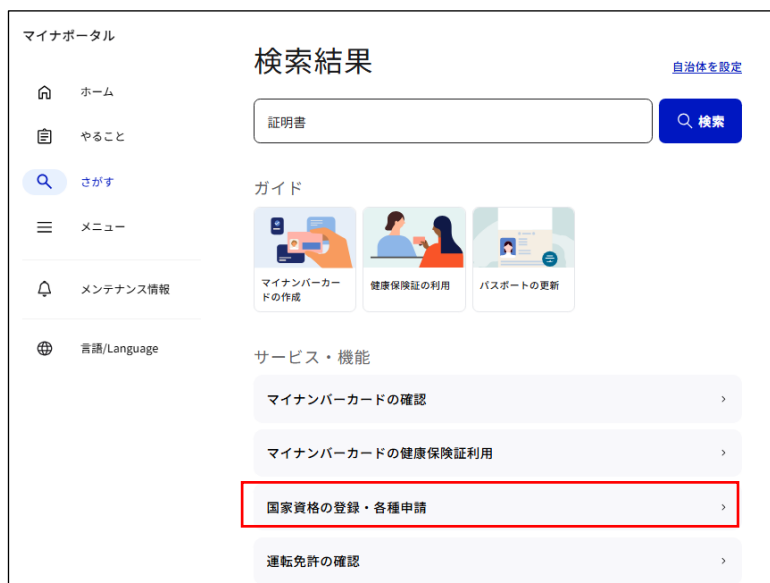 マイナポータル
ホーム
やること
さがす
メニュー
メンテナンス情報
言語/Language
検索結果
自治体を設定
証明書
検索
ガイド
マイナンバーカー
ドの作成
健康保険証の利用
パスポートの更新
サービス・機能
マイナンバーカードの確認
マイナンバーカードの健康保険証利用
国家資格の登録・各種申請
運転免許の確認